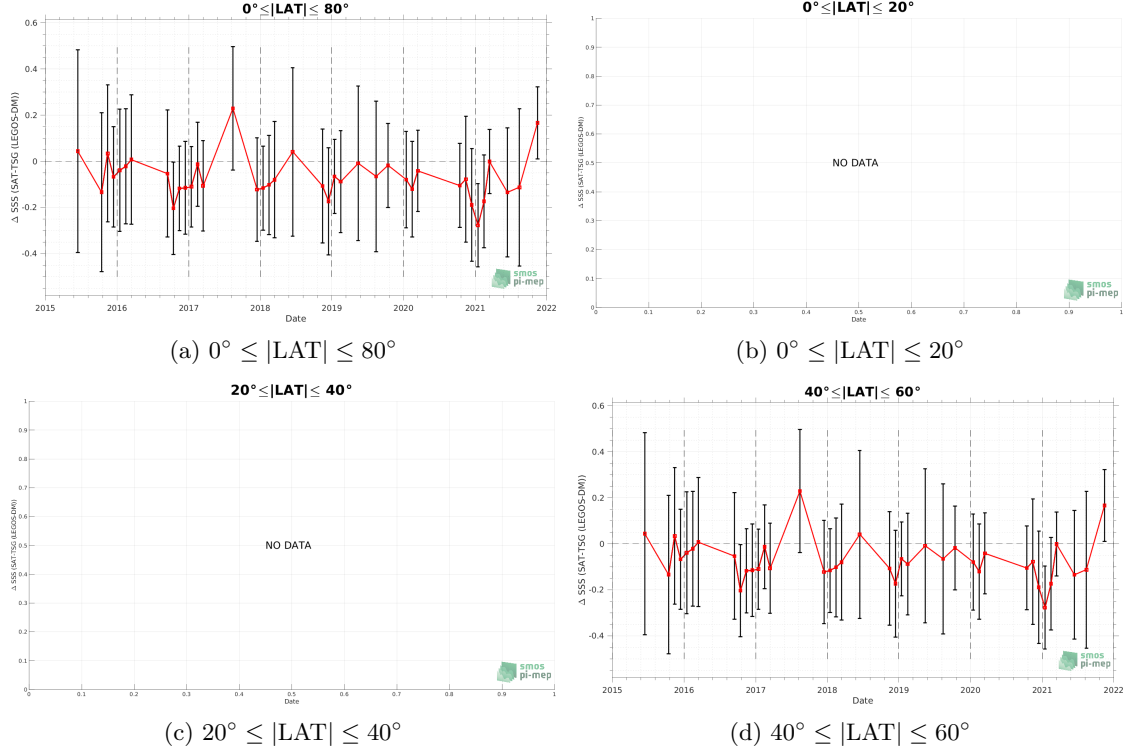 0°≤|LAT|≤ 80°
Δ SSS (SAT-TSG (LEGOS-DM))
0.6
0.4
0.2
0
-0.2
-0.4
2015 2016 2017 2018 2019 2020 2021 2022
Date
smos
pi-mep
(a) 0° ≤ |LAT| ≤ 80°
0°≤|LAT|≤ 20°
Δ SSS (SAT-TSG (LEGOS-DM))
1
0.9
0.8
0.7
0.6
0.5
0.4
0.3
0.2
0.1
0
NO DATA
0 0.1 0.2 0.3 0.4 0.5 0.6 0.7 0.8 0.9 1
Date
smos
pi-mep
(b) 0° ≤ |LAT| ≤ 20°
20°≤|LAT|≤ 40°
Δ SSS (SAT-TSG (LEGOS-DM))
1
0.9
0.8
0.7
0.6
0.5
0.4
0.3
0.2
0.1
0
NO DATA
0 0.1 0.2 0.3 0.4 0.5 0.6 0.7 0.8 0.9 1
Date
smos
pi-mep
(c) 20° ≤ |LAT| ≤ 40°
40°≤|LAT|≤ 60°
Δ SSS (SAT-TSG (LEGOS-DM))
0.6
0.4
0.2
0
-0.2
-0.4
-0.6
2015 2016 2017 2018 2019 2020 2021 2022
Date
smos
pi-mep
(d) 40° ≤ |LAT| ≤ 60°